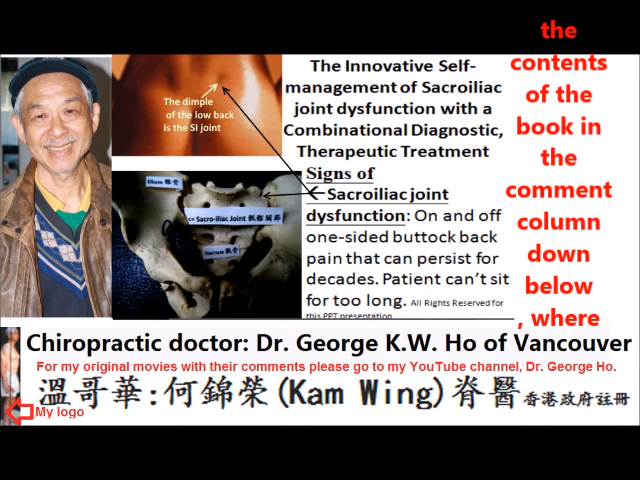 The Innovative Self-
management of Sacroiliac
joint dysfunction with a
Combinational Diagnostic,
Therapeutic Treatment
Signs of
Sacroiliac joint
dysfunction: On and off
one-sided buttock back
pain that can persist for
decades. Patient can't sit
for too long. All Rights Reserved for
this PPT presentation
the
contents
of the
book in
the
comment
column
down
below
, where
The dimple
of the low back
is the SI joint
Ilium 髂骨
Sacro-iliac Joint 骶髂關節
Sacrum 骶骨
Chiropractic doctor: Dr. George K.W. Ho of Vancouver
For my original movies with their comments please go to my YouTube channel, Dr. George Ho.
溫哥華:何錦榮(Kam Wing)脊醫香港政府註冊
My logo